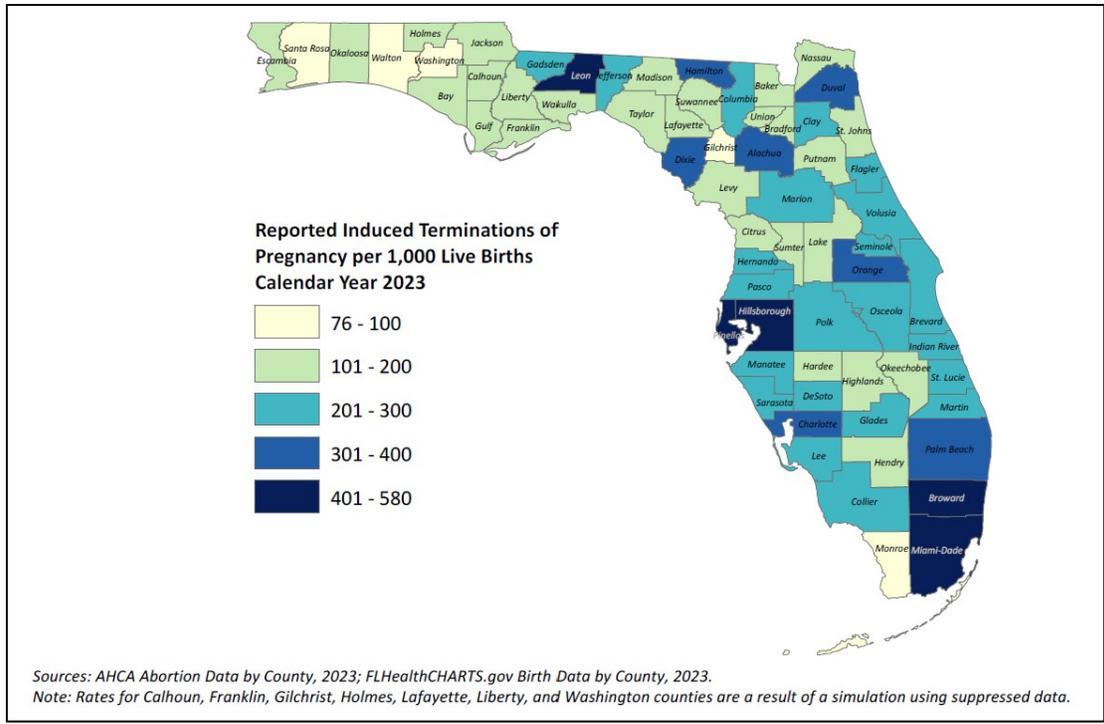 Holmes
Jackson
Escambia
Santa Rosa
Okaloosa
Walton
Washington
Calhoun
Bay
Gulf
Liberty
Franklin
Gadsden
Leon
Jefferson
Wakulla
Madison
Taylor
Hamilton
Suwannee
Lafayette
Columbia
Baker
Nassau
Duval
Union
Bradford
Clay
St. Johns
Dixie
Gilchrist
Alachua
Putnam
Flagler
Levy
Marion
Volusia
Citrus
Sumter
Lake
Seminole
Hernando
Orange
Pasco
Hillsborough
Pinellas
Polk
Osceola
Brevard
Indian River
Manatee
Hardee
Highlands
Okeechobee
St. Lucie
Sarasota
DeSoto
Martin
Charlotte
Glades
Lee
Hendry
Palm Beach
Collier
Broward
Monroe
Miami-Dade
Reported Induced Terminations of
Pregnancy per 1,000 Live Births
Calendar Year 2023
76 - 100
101 - 200
201 - 300
301 - 400
401 - 580
Sources: AHCA Abortion Data by County, 2023; FLHealthCHARTS.gov Birth Data by County, 2023.
Note: Rates for Calhoun, Franklin, Gilchrist, Holmes, Lafayette, Liberty, and Washington counties are a result of a simulation using suppressed data.